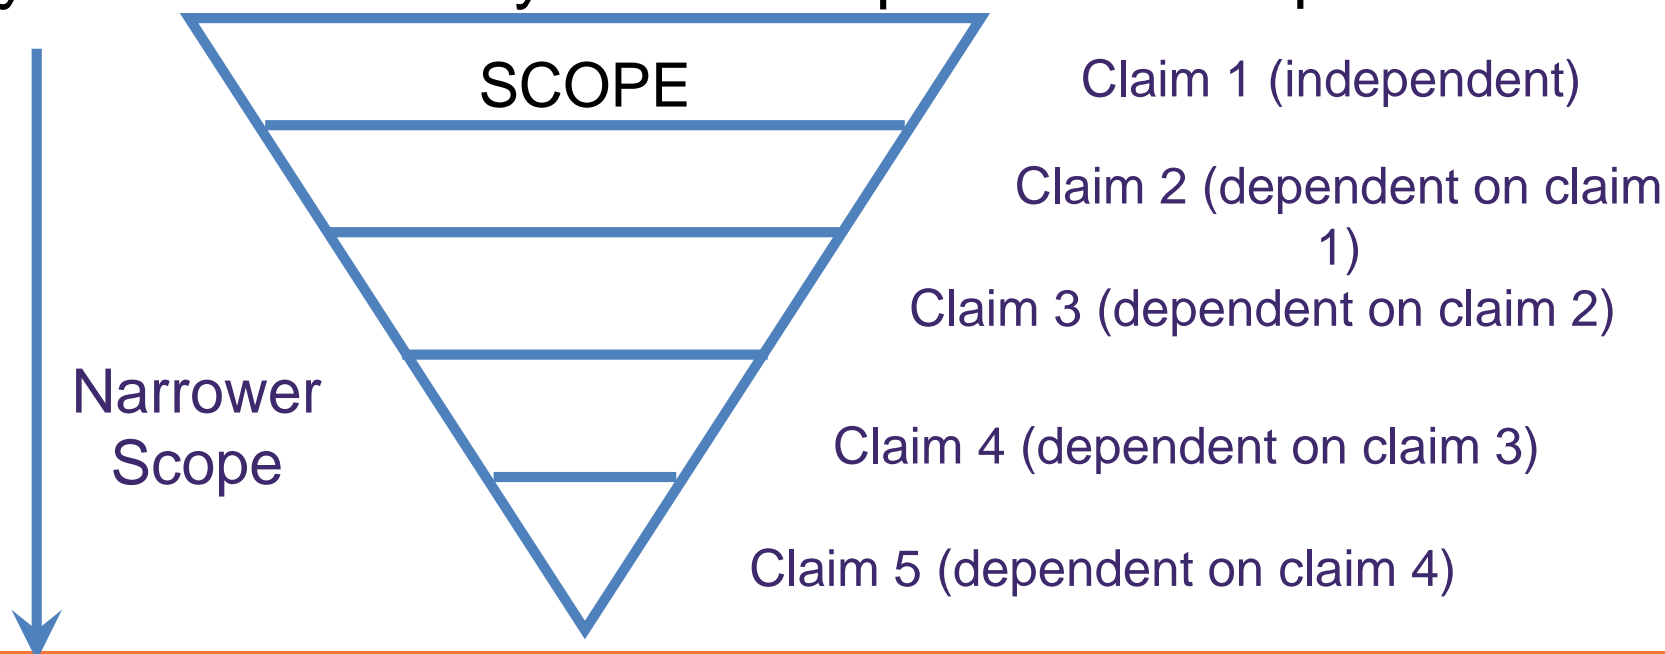 SCOPE
Claim 1 (independent)
Claim 2 (dependent on claim
1)
Claim 3 (dependent on claim 2)
Narrower
Scope
Claim 4 (dependent on claim 3)
Claim 5 (dependent on claim 4)